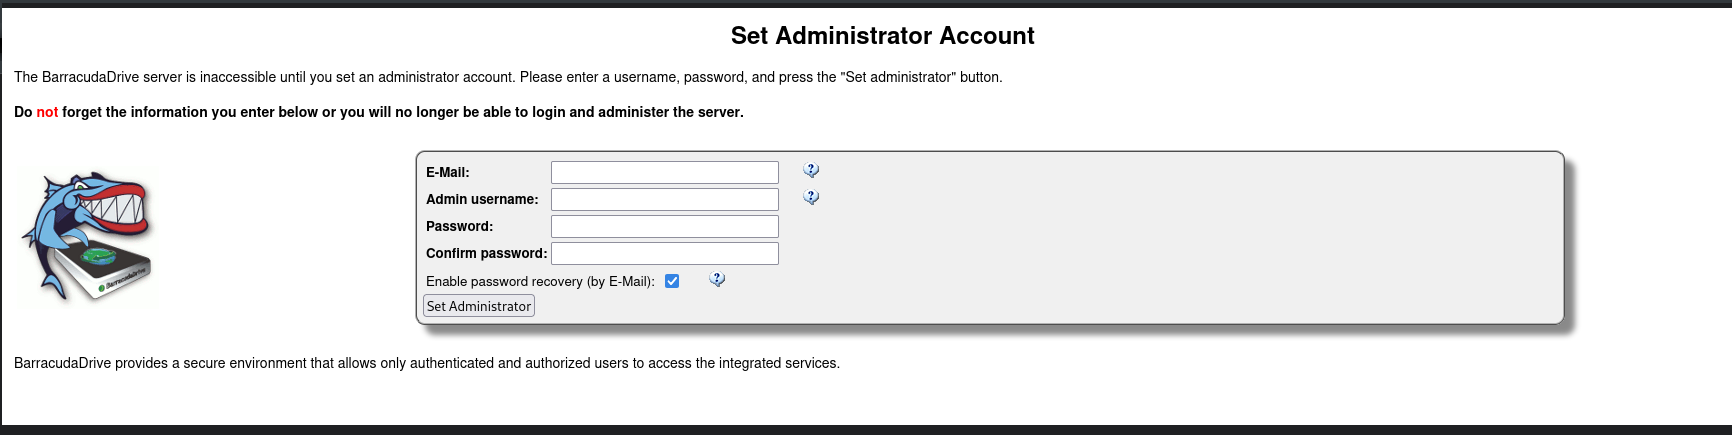 Set Administrator Account
The BarracudaDrive server is inaccessible until you set an administrator account. Please enter a username, password, and press the "Set administrator" button.
Do not forget the information you enter below or you will no longer be able to login and administer the server.
E-Mail:
Admin username:
Password:
Confirm password:
Enable password recovery (by E-Mail):
Set Administrator
BarracudaDrive
BarracudaDrive provides a secure environment that allows only authenticated and authorized users to access the integrated services.